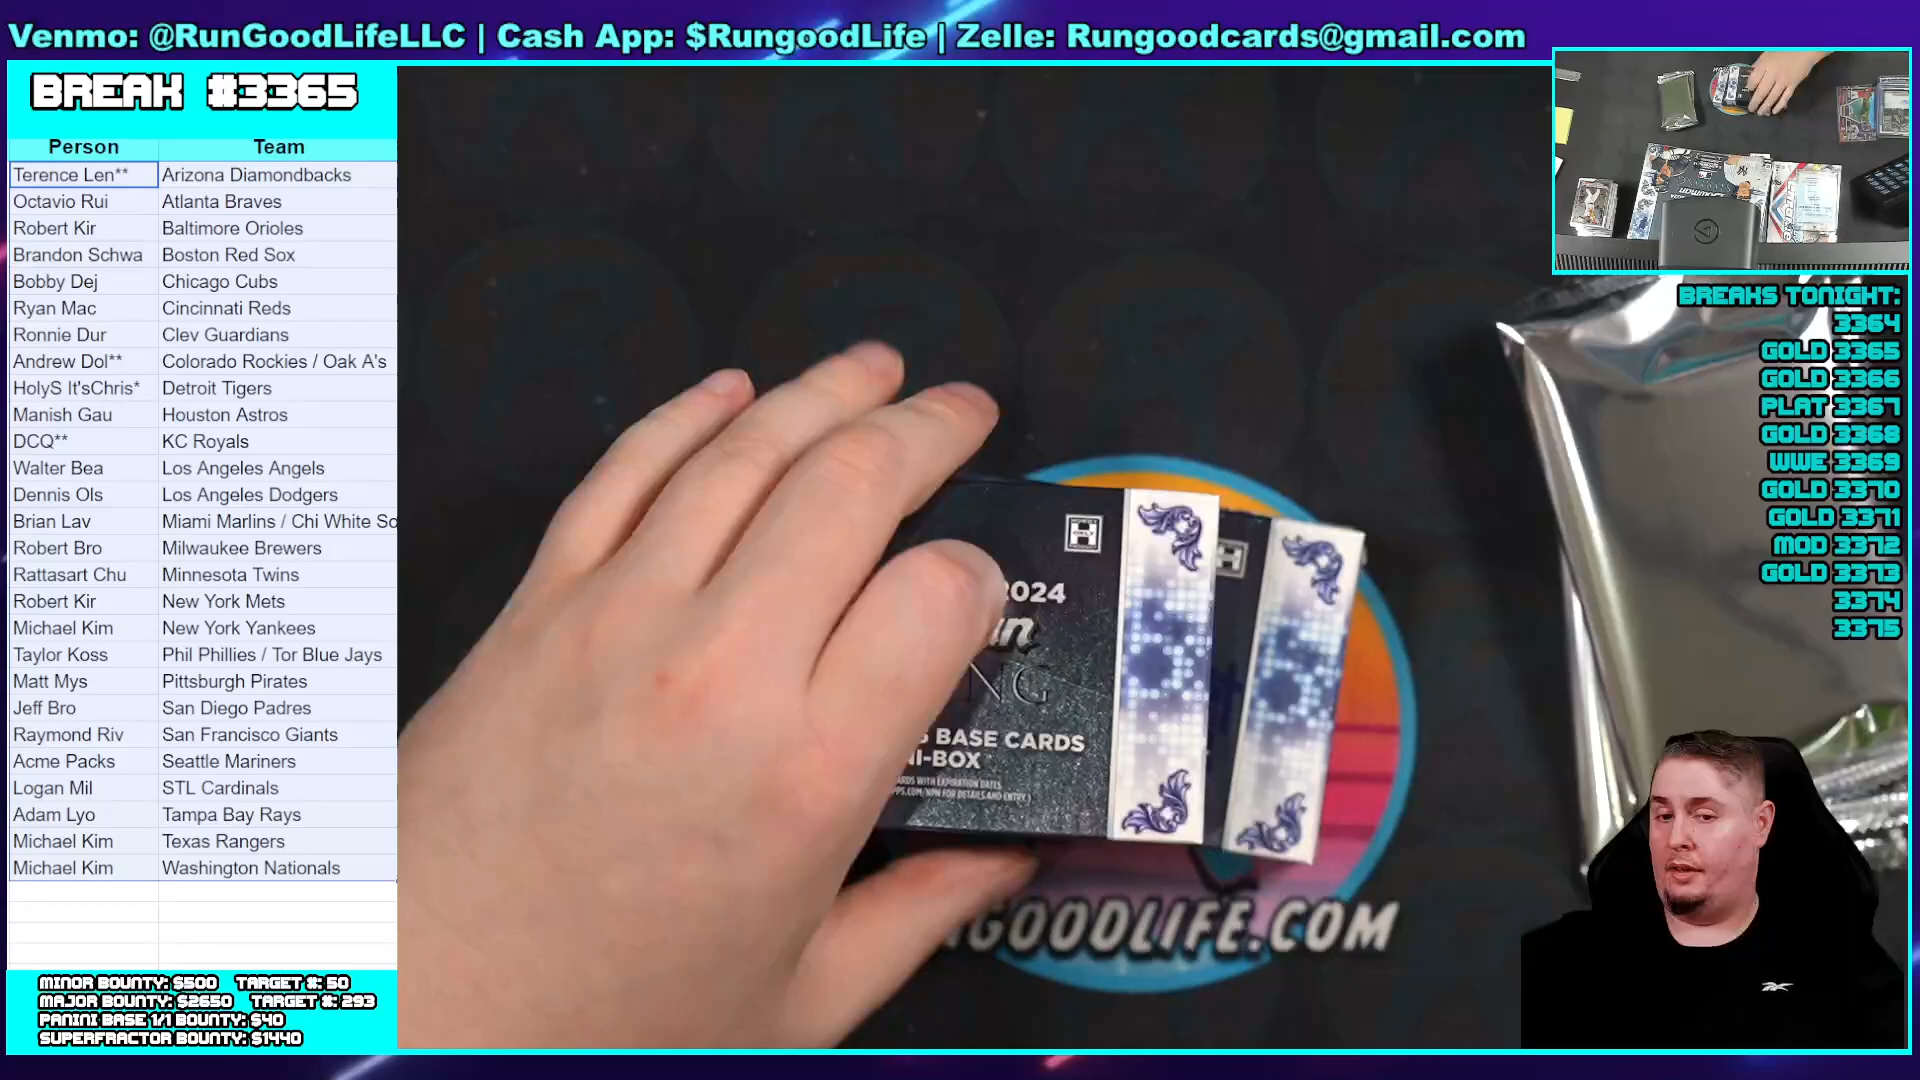 Venmo: @RunGoodLifeLLC | Cash App: $RungoodLife | Zelle: Rungoodcards@gmail.com
BREAK #3365
Person Team
Terence Len** Arizona Diamondbacks
Octavio Rui Atlanta Braves
Robert Kir Baltimore Orioles
Brandon Schwa Boston Red Sox
Bobby Dej Chicago Cubs
Ryan Mac Cincinnati Reds
Ronnie Dur Clev Guardians
Andrew Dol** Colorado Rockies / Oak A's
HolyS It'sChris* Detroit Tigers
Manish Gau Houston Astros
DCQ** KC Royals
Walter Bea Los Angeles Angels
Dennis Ols Los Angeles Dodgers
Brian Lav Miami Marlins / Chi White So
Robert Bro Milwaukee Brewers
Rattasart Chu Minnesota Twins
Robert Kir New York Mets
Michael Kim New York Yankees
Taylor Koss Phil Phillies / Tor Blue Jays
Matt Mys Pittsburgh Pirates
Jeff Bro San Diego Padres
Raymond Riv San Francisco Giants
Acme Packs Seattle Mariners
Logan Mil STL Cardinals
Adam Lyo Tampa Bay Rays
Michael Kim Texas Rangers
Michael Kim Washington Nationals
MINOR BOUNTY: $500 TARGET #: 50
MAJOR BOUNTY: $2650 TARGET #: 293
PANINI BASE 1/1 BOUNTY: $40
SUPERFRACTOR BOUNTY: $1440
2024
NG
BASE CARDS
I-BOX
GOODLIFE.COM
BREAKS TONIGHT:
3364
GOLD 3365
GOLD 3366
PLAT 3367
GOLD 3368
WWE 3369
GOLD 3370
GOLD 3371
MOD 3372
GOLD 3373
3374
3375